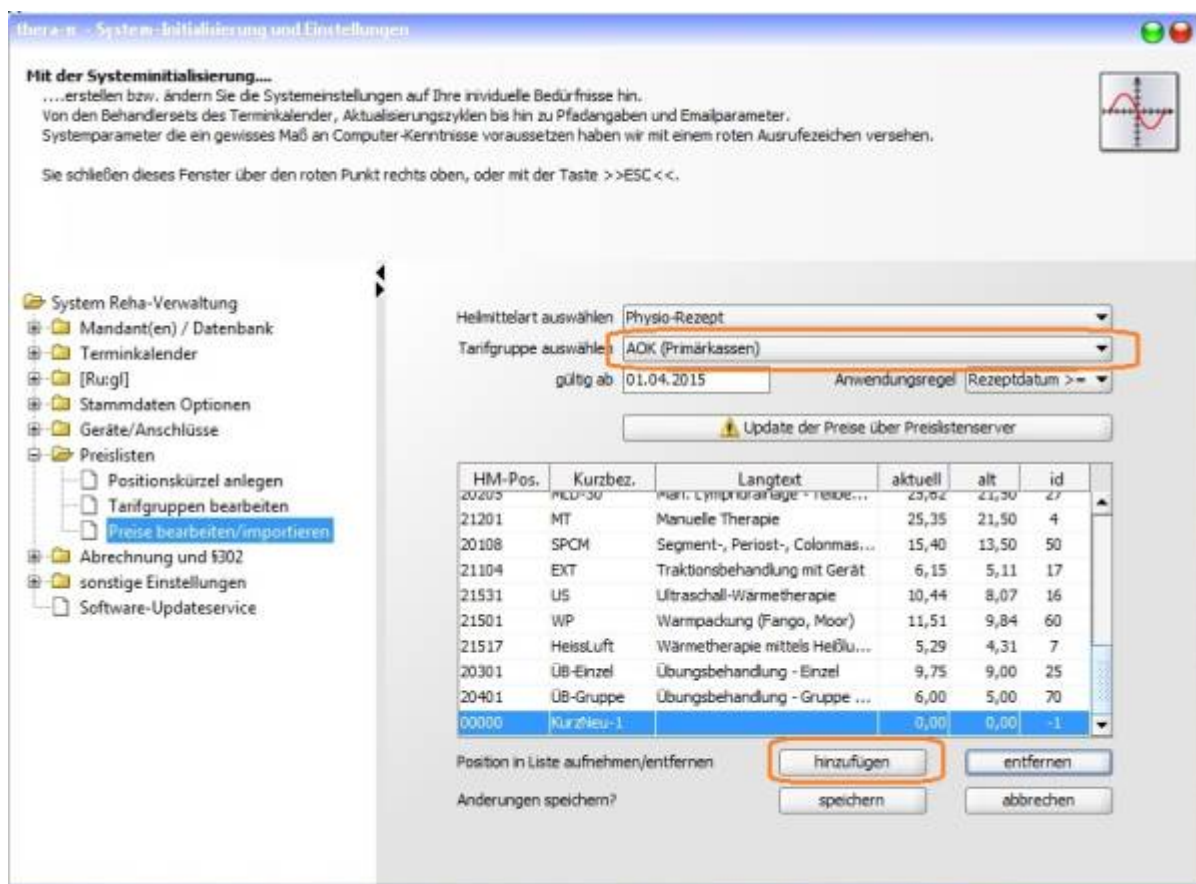 thera-π - System-Initialisierung und Einstellungen
Mit der Systeminitialisierung....
....erstellen bzw. ändern Sie die Systemeinstellungen auf Ihre inividuelle Bedürfnisse hin.
Von den Behandlersets des Terminkalender, Aktualisierungszyklen bis hin zu Pfadangaben und Emailparameter.
Systemparameter die ein gewisses Maß an Computer-Kenntnisse voraussetzen haben wir mit einem roten Ausrufezeichen versehen.
Sie schließen dieses Fenster über den roten Punkt rechts oben, oder mit der Taste >>ESC<<.
System Reha-Verwaltung
Mandant(en) / Datenbank
Terminkalender
[Ru:gl]
Stammdaten Optionen
Geräte/Anschlüsse
Preislisten
Positionskürzel anlegen
Tarifgruppen bearbeiten
Preise bearbeiten/importieren
Abrechnung und §302
sonstige Einstellungen
Software-Updateservice
Heilmittelart auswählen Physio-Rezept
Tarifgruppe auswählen AOK (Primärkassen)
gültig ab 01.04.2015 Anwendungsregel Rezeptdatum >=
Update der Preise über Preislistenserver
HM-Pos. Kurzbez. Langtext aktuell alt id
20205 MLD-30 Man. Lymphdrainage - Teilbe... 25,62 21,50 27
21201 MT Manuelle Therapie 25,35 21,50 4
20108 SPCM Segment-, Periost-, Colonmas... 15,40 13,50 50
21104 EXT Traktionsbehandlung mit Gerät 6,15 5,11 17
21531 US Ultraschall-Wärmetherapie 10,44 8,07 16
21501 WP Warmpackung (Fango, Moor) 11,51 9,84 60
21517 HeissLuft Wärmetherapie mittels Heißlu... 5,29 4,31 7
20301 ÜB-Einzel Übungsbehandlung - Einzel 9,75 9,00 25
20401 ÜB-Gruppe Übungsbehandlung - Gruppe ... 6,00 5,00 70
00000 KurzNeu-1 0,00 0,00 -1
Position in Liste aufnehmen/entfernen hinzufügen entfernen
Änderungen speichern? speichern abbrechen